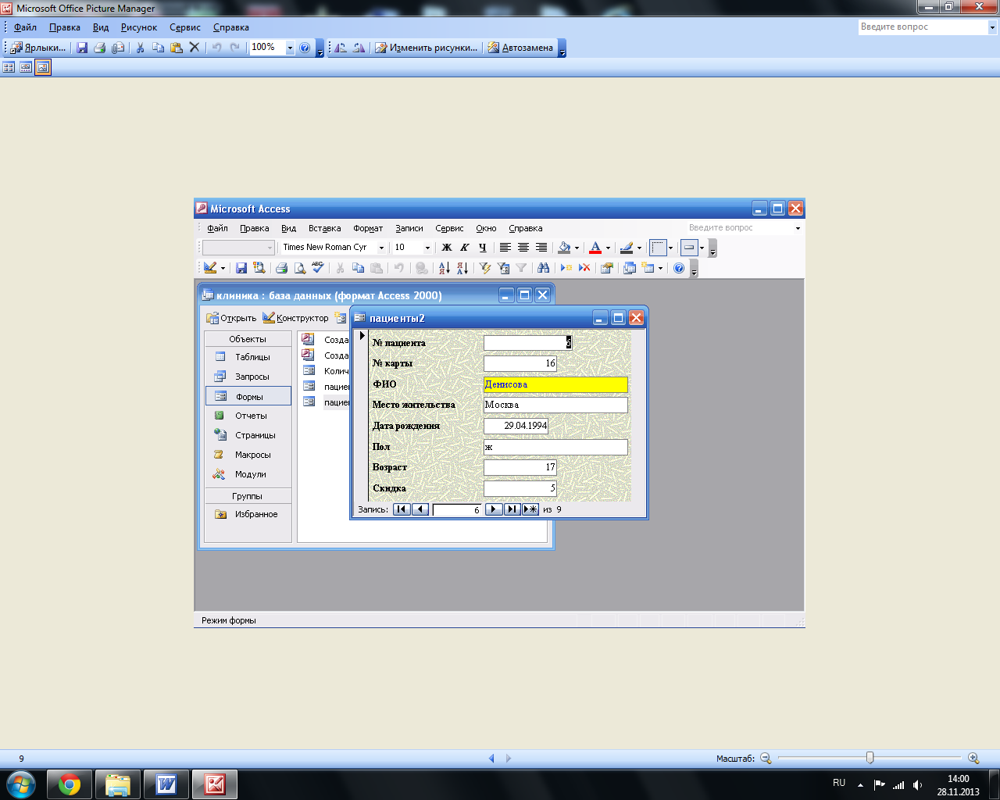 Microsoft Office Picture Manager
Файл Правка Вид Рисунок Сервис Справка Введите вопрос
Ярлыки... 100% Изменить рисунки... Автозамена
Microsoft Access
Файл Правка Вид Вставка Формат Записи Сервис Окно Справка Введите вопрос
Times New Roman Cyr 10 Ж К Ч
клиника : база данных (формат Access 2000)
Открыть Конструктор
пациенты2
Объекты
Таблицы
Запросы
Формы
Отчеты
Страницы
Макросы
Модули
Группы
Избранное
Созда
Созда
Колич
пациен
пациен
№ пациента
№ карты 16
ФИО Денисова
Место жительства Москва
Дата рождения 29.04.1994
Пол ж
Возраст 17
Скидка 5
Запись: 6 из 9
Режим формы
9 Масштаб:
RU 14:00
28.11.2013